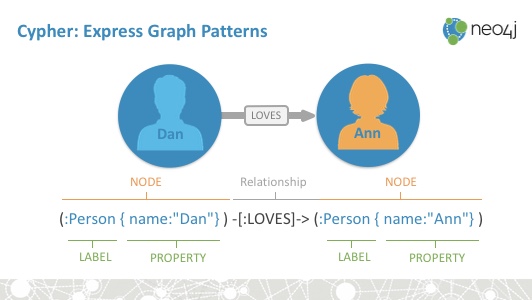 Cypher: Express Graph Patterns
neo4j
LOVES
Dan
Ann
NODE Relationship NODE
(:Person { name:"Dan"} ) -[:LOVES]-> (:Person { name:"Ann"} )
LABEL PROPERTY LABEL PROPERTY